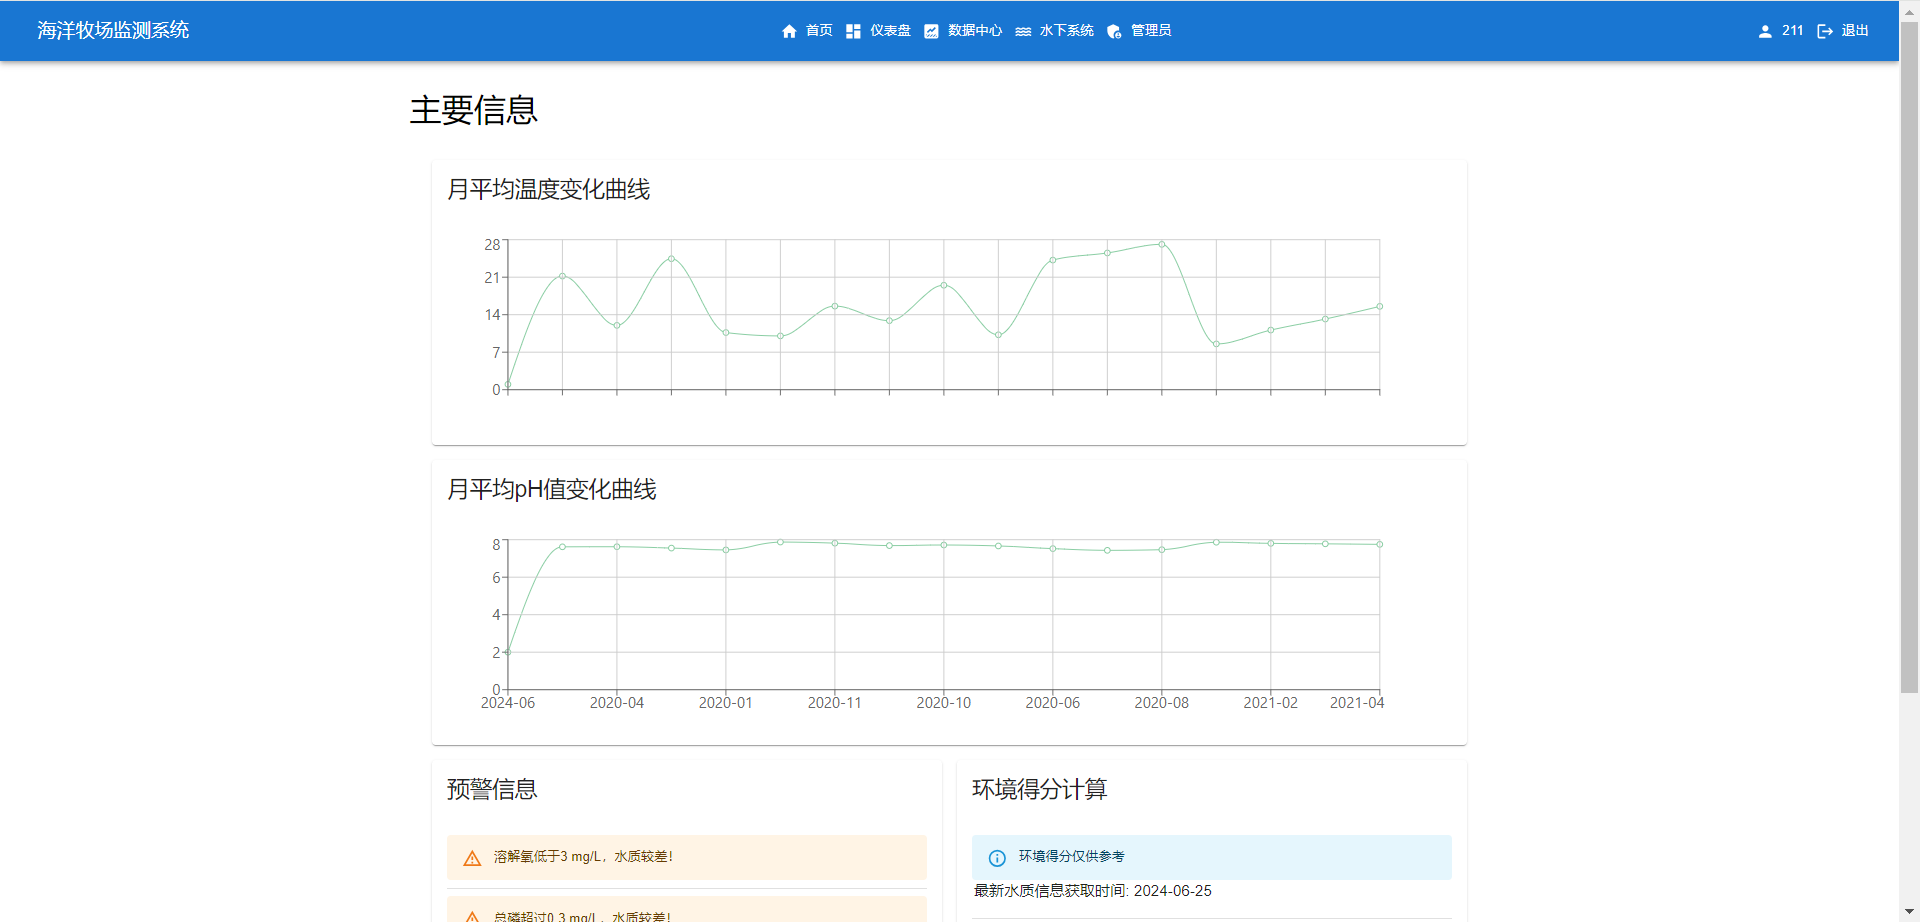 海洋牧场监测系统
首页 仪表盘 数据中心 水下系统 管理员
211 退出
主要信息
月平均温度变化曲线
28
21
14
7
0
月平均pH值变化曲线
8
6
4
2
0
2024-06 2020-04 2020-01 2020-11 2020-10 2020-06 2020-08 2021-02 2021-04
预警信息
溶解氧低于3 mg/L，水质较差！
总磷超过0.3 mg/L，水质较差！
环境得分计算
环境得分仅供参考
最新水质信息获取时间: 2024-06-25